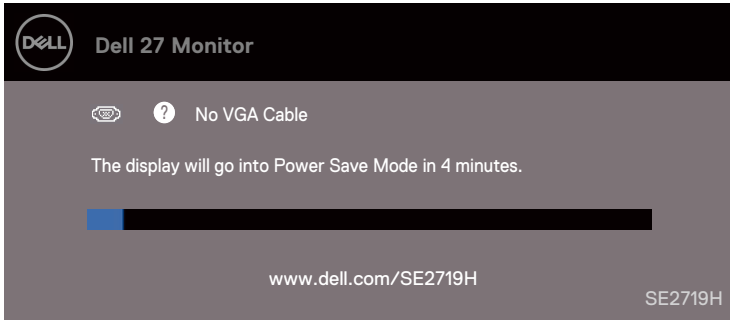 DELL
Dell 27 Monitor
? No VGA Cable
The display will go into Power Save Mode in 4 minutes.
www.dell.com/SE2719H
SE2719H